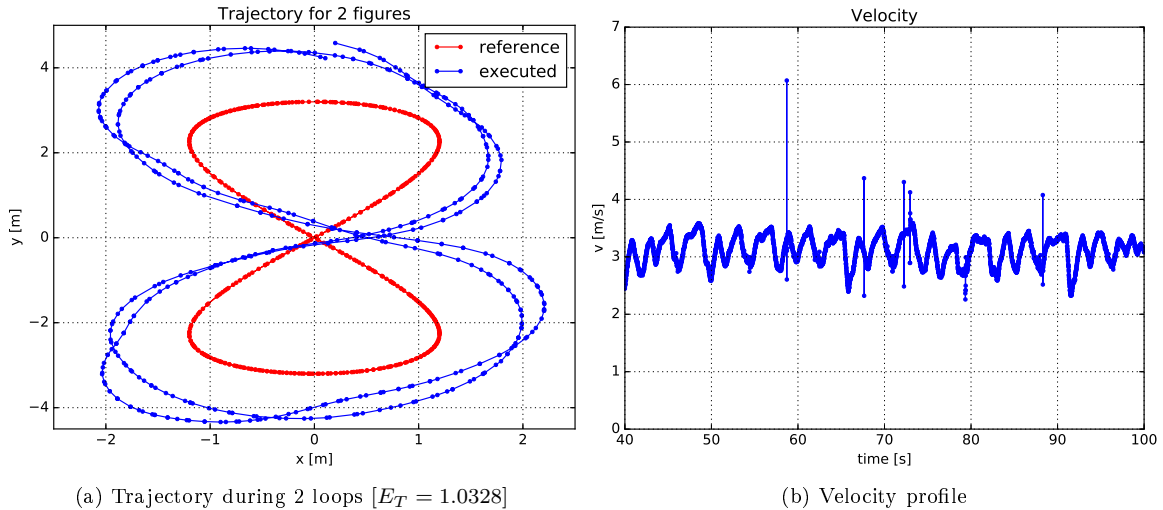 Trajectory for 2 figures
reference
executed
4
2
0
−2
−4
y [m]
−2
−1
0
1
2
x [m]
(a) Trajectory during 2 loops [E_T = 1.0328]
Velocity
7
6
5
4
3
2
1
0
v [m/s]
40
50
60
70
80
90
100
time [s]
(b) Velocity profile